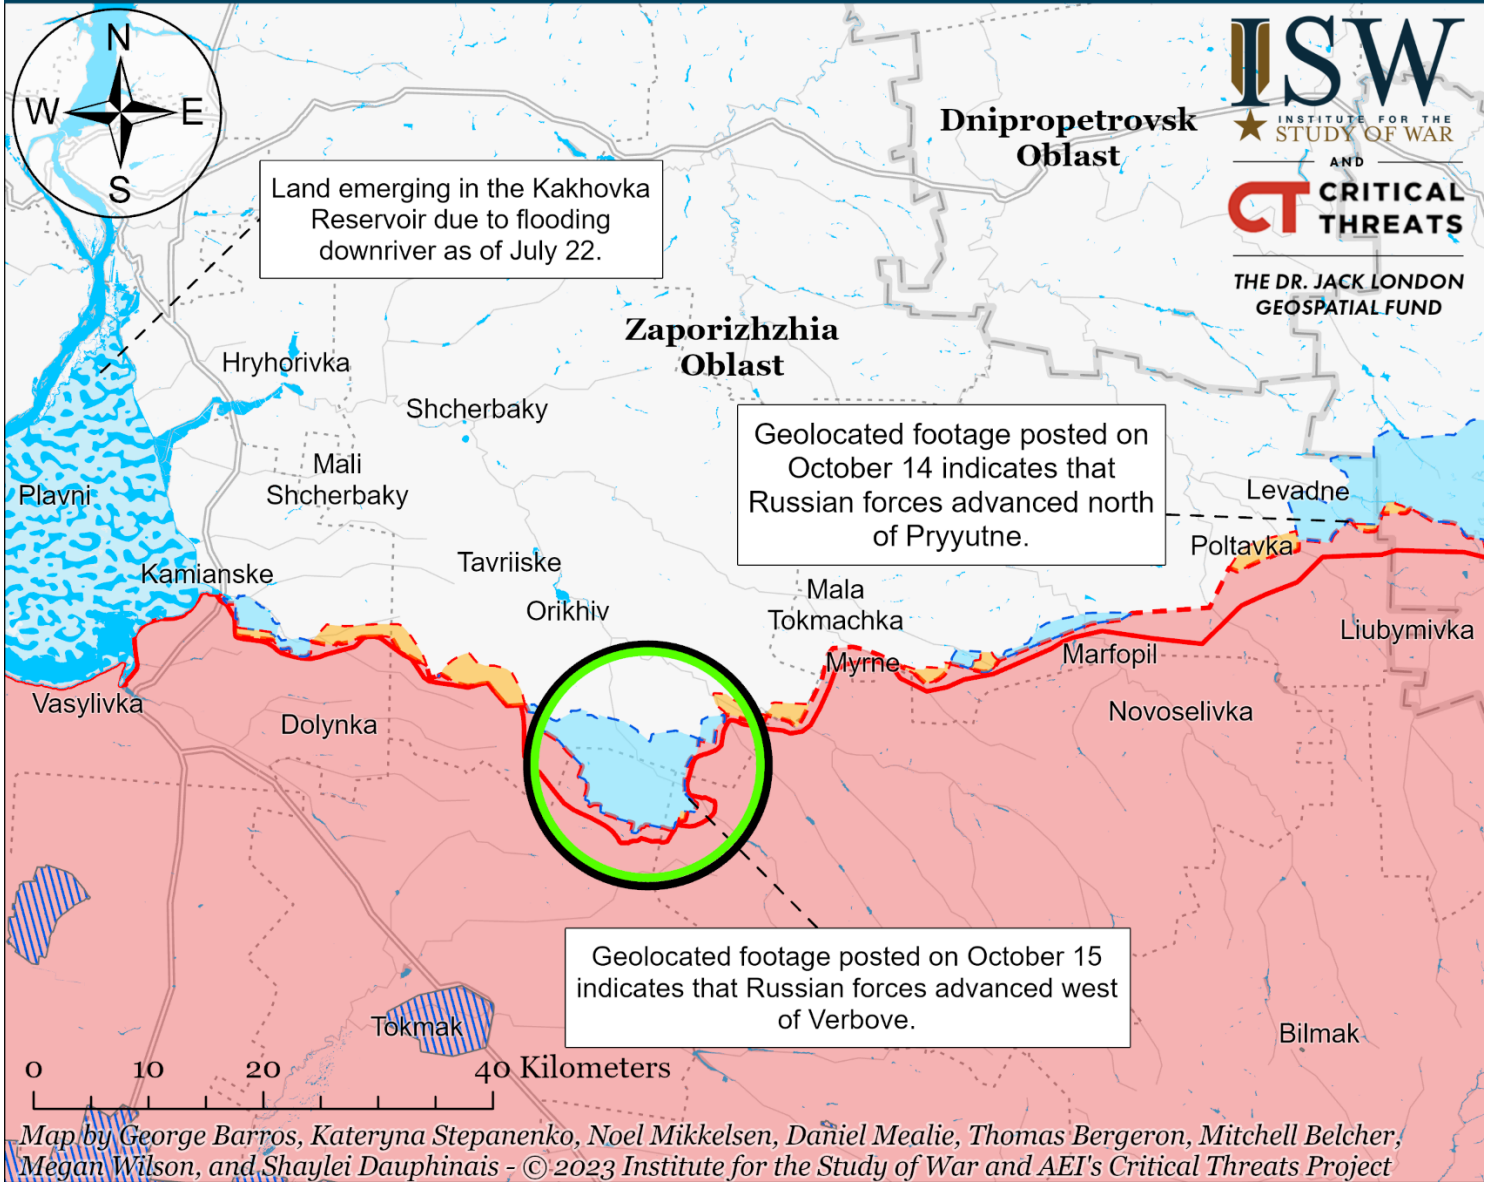 N
W
E
S
ISW
INSTITUTE FOR THE
STUDY OF WAR
AND
CT CRITICAL
THREATS
THE DR. JACK LONDON
GEOSPATIAL FUND
Dnipropetrovsk
Oblast
Land emerging in the Kakhovka
Reservoir due to flooding
downriver as of July 22.
Zaporizhzhia
Oblast
Hryhorivka
Shcherbaky
Mali
Shcherbaky
Plavni
Geolocated footage posted on
October 14 indicates that
Russian forces advanced north
of Pryyutne.
Levadne
Poltavka
Tavriiske
Kamianske
Orikhiv
Mala
Tokmachka
Liubymivka
Myrne
Marfopil
Vasylivka
Dolynka
Novoselivka
Geolocated footage posted on October 15
indicates that Russian forces advanced west
of Verbove.
Tokmak
Bilmak
0 10 20 40 Kilometers
Map by George Barros, Kateryna Stepanenko, Noel Mikkelsen, Daniel Mealie, Thomas Bergeron, Mitchell Belcher,
Megan Wilson, and Shaylei Dauphinais - © 2023 Institute for the Study of War and AEI's Critical Threats Project